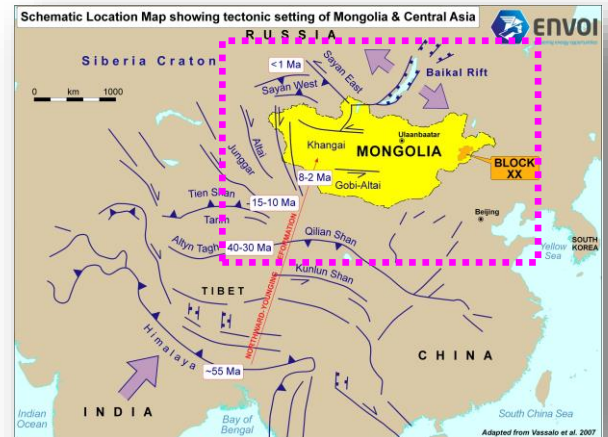 Schematic Location Map showing tectonic setting of Mongolia & Central Asia
ENVOI
RUSSIA
Siberia Craton
0 km 1000
<1 Ma
Sayan West
Sayan East
Baikal Rift
Altai
Junggar
Khangai
Ulaanbaatar
MONGOLIA
BLOCK
XX
8-2 Ma
Gobi-Altai
Tien Shan
15-10 Ma
Tarim
Beijing
Altyn Tagh
40-30 Ma
Qilian Shan
Yellow
Sea
SOUTH
KOREA
Kunlun Shan
TIBET
NORTHWARD-YOUNGING DEFORMATION
Himalaya
~55 Ma
CHINA
INDIA
Indian
Ocean
Bay of
Bengal
South China Sea
Adapted from Vassalo et al. 2007